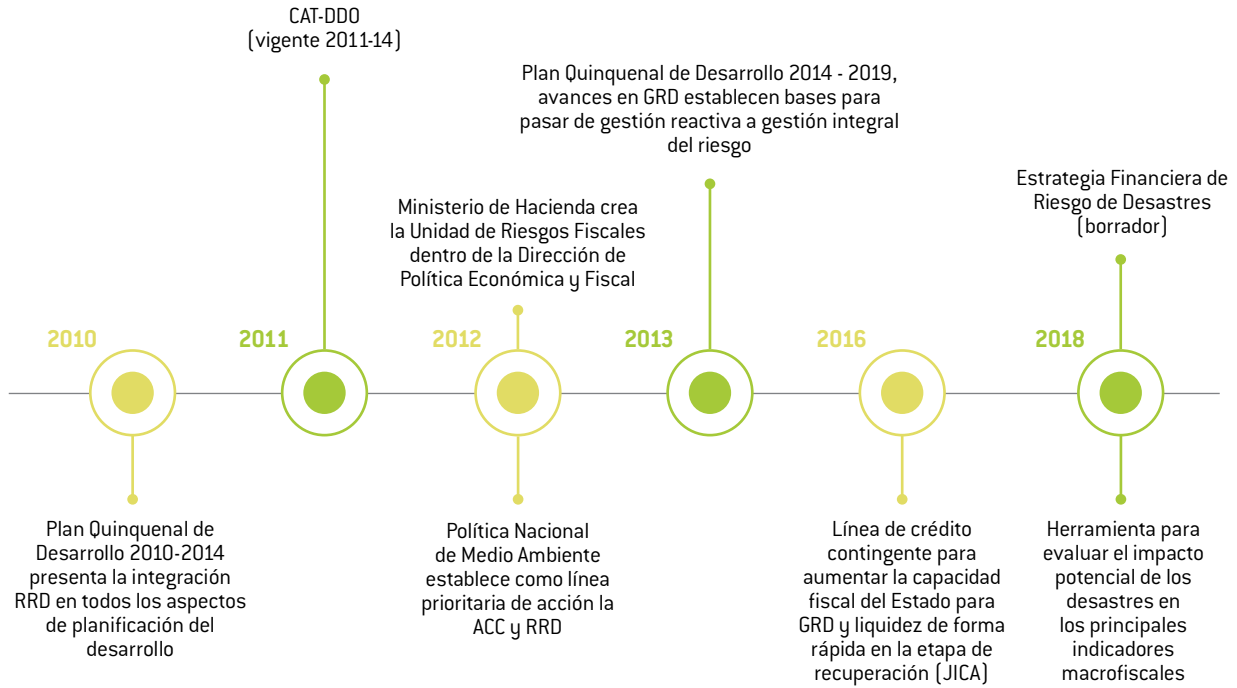 CAT-DDO
(vigente 2011-14)
Plan Quinquenal de Desarrollo 2014 - 2019,
avances en GRD establecen bases para
pasar de gestión reactiva a gestión integral
del riesgo
Estrategia Financiera de
Riesgo de Desastres
(borrador)
Ministerio de Hacienda crea
la Unidad de Riesgos Fiscales
dentro de la Dirección de
Política Económica y Fiscal
2010
2011
2012
2013
2016
2018
Plan Quinquenal de
Desarrollo 2010-2014
presenta la integración
RRD en todos los aspectos
de planificación del
desarrollo
Política Nacional
de Medio Ambiente
establece como línea
prioritaria de acción la
ACC y RRD
Línea de crédito
contingente para
aumentar la capacidad
fiscal del Estado para
GRD y liquidez de forma
rápida en la etapa de
recuperación (JICA)
Herramienta para
evaluar el impacto
potencial de los
desastres en
los principales
indicadores
macrofiscales